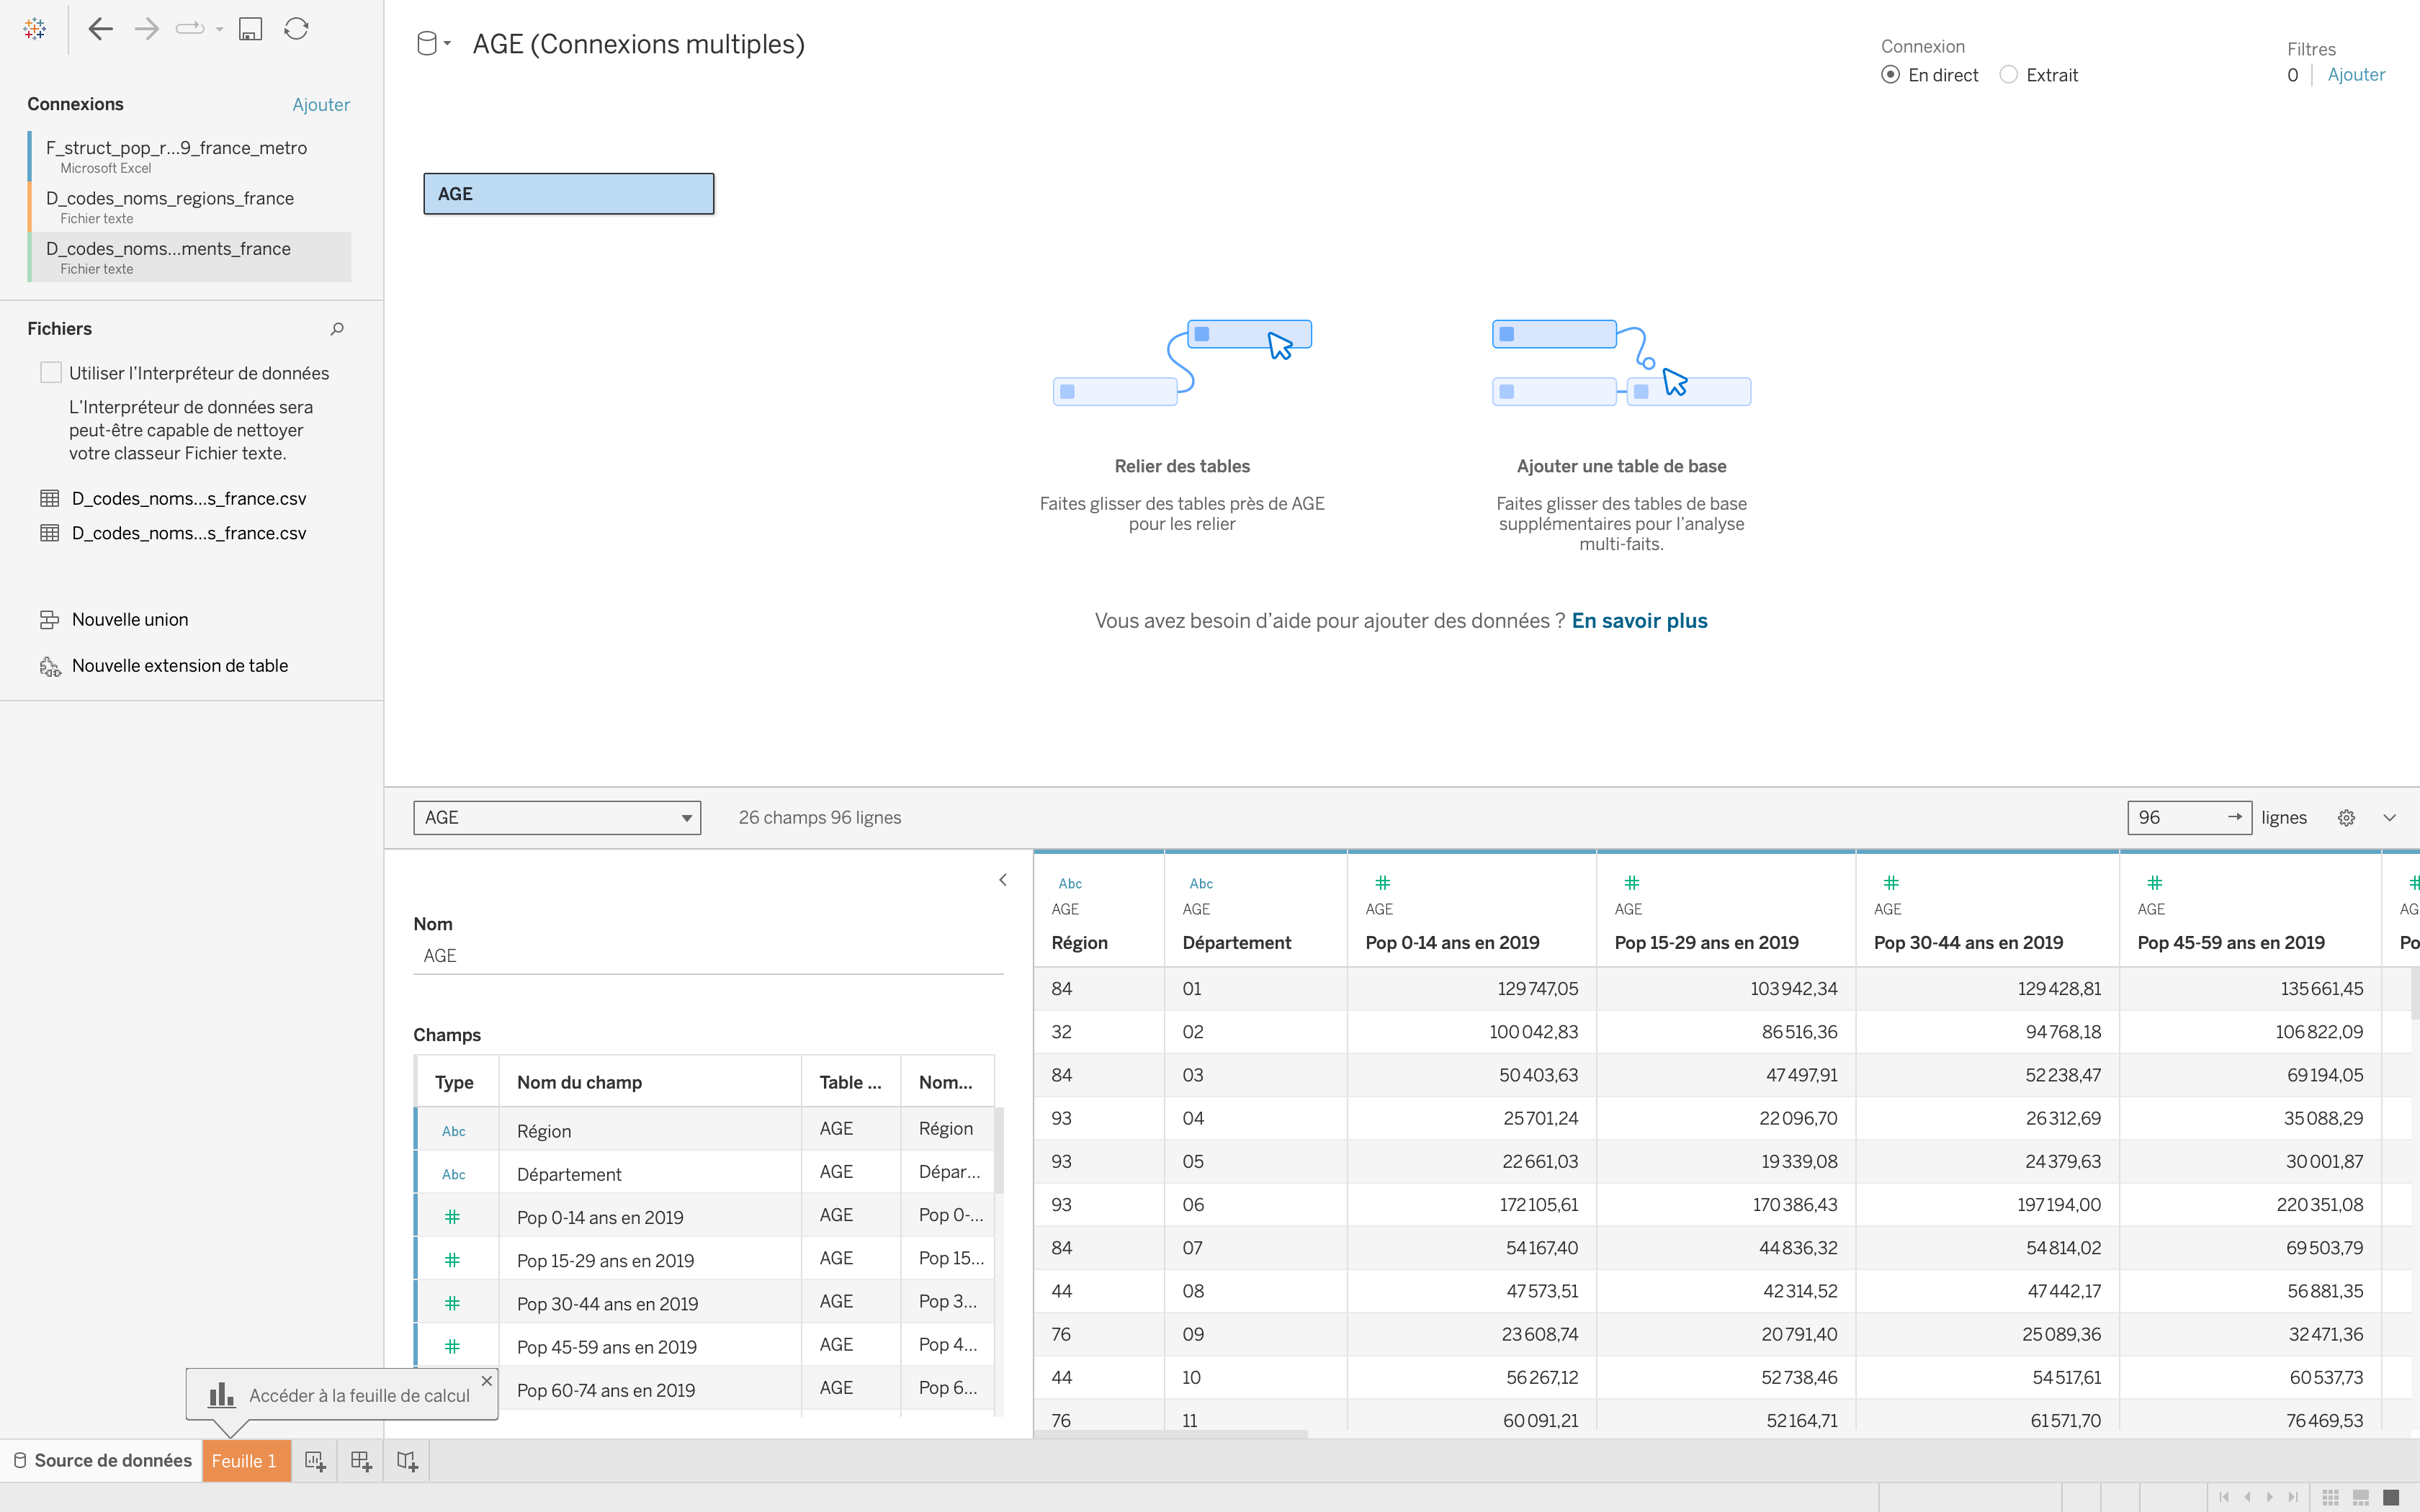 AGE (Connexions multiples)
Connexion
En direct
Extrait
Filtres
0
Ajouter
Connexions
Ajouter
F_struct_pop_r...9_france_metro
Microsoft Excel
D_codes_noms_regions_france
Fichier texte
D_codes_noms...ments_france
Fichier texte
Fichiers
Utiliser l'Interpréteur de données
L'Interpréteur de données sera
peut-être capable de nettoyer
votre classeur Fichier texte.
D_codes_noms...s_france.csv
D_codes_noms...s_france.csv
Nouvelle union
Nouvelle extension de table
AGE
Relier des tables
Faites glisser des tables près de AGE
pour les relier
Ajouter une table de base
Faites glisser des tables de base
supplémentaires pour l'analyse
multi-faits.
Vous avez besoin d'aide pour ajouter des données ? En savoir plus
AGE
26 champs 96 lignes
96
lignes
Nom
AGE
Champs
Type Nom du champ Table ... Nom...
Abc Région AGE Région
Abc Département AGE Dépar...
# Pop 0-14 ans en 2019 AGE Pop 0-...
# Pop 15-29 ans en 2019 AGE Pop 15...
# Pop 30-44 ans en 2019 AGE Pop 3...
# Pop 45-59 ans en 2019 AGE Pop 4...
Pop 60-74 ans en 2019 AGE Pop 6...
Abc Abc # # # # #
AGE AGE AGE AGE AGE AGE AG
Région Département Pop 0-14 ans en 2019 Pop 15-29 ans en 2019 Pop 30-44 ans en 2019 Pop 45-59 ans en 2019 Po
84 01 129 747,05 103 942,34 129 428,81 135 661,45
32 02 100 042,83 86 516,36 94 768,18 106 822,09
84 03 50 403,63 47 497,91 52 238,47 69 194,05
93 04 25 701,24 22 096,70 26 312,69 35 088,29
93 05 22 661,03 19 339,08 24 379,63 30 001,87
93 06 172 105,61 170 386,43 197 194,00 220 351,08
84 07 54 167,40 44 836,32 54 814,02 69 503,79
44 08 47 573,51 42 314,52 47 442,17 56 881,35
76 09 23 608,74 20 791,40 25 089,36 32 471,36
44 10 56 267,12 52 738,46 54 517,61 60 537,73
76 11 60 091,21 52 164,71 61 571,70 76 469,53
Accéder à la feuille de calcul
Source de données
Feuille 1